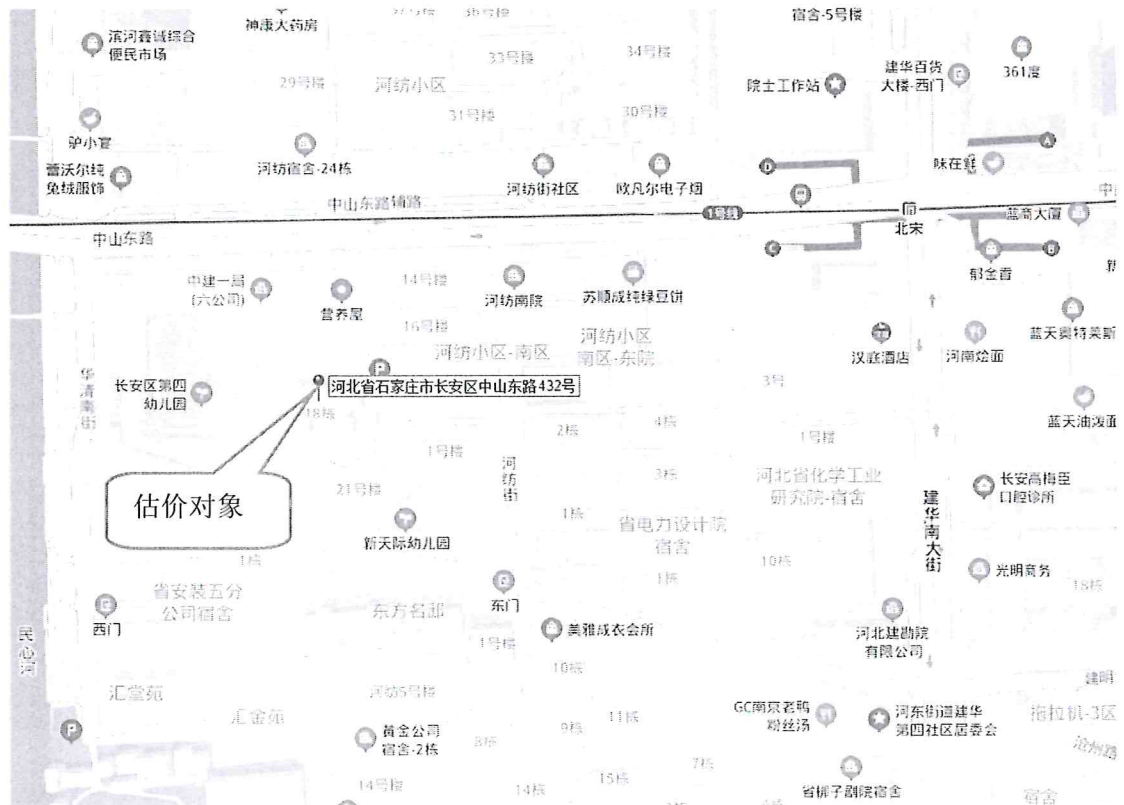 神康大药房
宿舍-5号楼
滨河鑫诚综合
便民市场
33号楼
34号楼
建华百货
大楼-西门
361度
29号楼
河纺小区
院士工作站
31号楼
30号楼
驴小宴
河纺宿舍-24栋
蕾沃尔纯
兔绒服饰
河纺街社区
欧凡尔电子烟
D
A
中山东路辅路
1号线
北宋
蓝商大厦
中山东路
C
B
郁金香
中建一局
(六公司)
营养屋
14号楼
河纺南院
苏顺成纯绿豆饼
16号楼
河纺小区-南区
河纺小区
南区-东院
汉庭酒店
河南烩面
蓝天奥特莱斯
华清南街
长安区第四
幼儿园
P
河北省石家庄市长安区中山东路432号
18栋
3号
蓝天油泼面
2栋
4栋
1号楼
1号楼
河纺街
估价对象
21号楼
3栋
河北省化学工业
研究院-宿舍
建华南大街
长安高梅臣
口腔诊所
新天际幼儿园
1栋
省电力设计院
宿舍
1栋
10栋
光明商务
1栋
18栋
省安装五分
公司宿舍
西门
东方名邸
东门
民心河
1号楼
美雅成衣会所
河北建勘院
有限公司
10栋
建明
汇堂苑
河纺5号楼
汇金苑
11栋
9栋
GC南京老鸭
粉丝汤
河东街道建华
第四社区居委会
拖拉机-3区
P
黄金公司
宿舍-2栋
8栋
7栋
沧州路
14号楼
14栋
15栋
省梆子剧院宿舍
宿舍